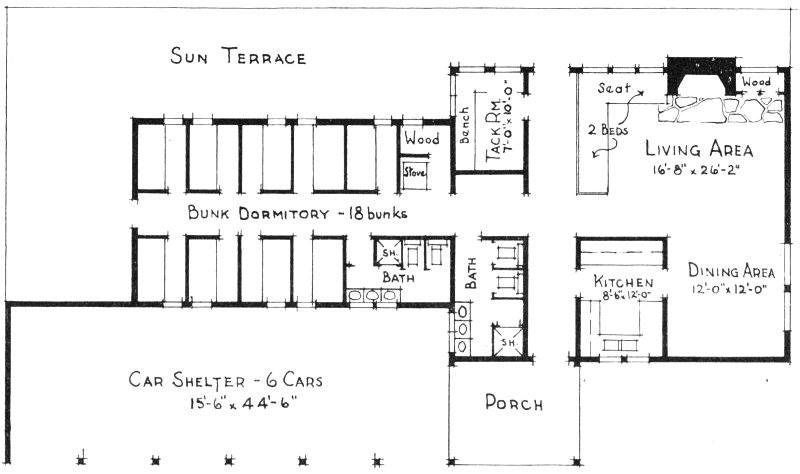 SUN TERRACE
Seat
Wood
Bench
TACK RM.
7'-0" x 10'-0"
2 BEDS
Wood
LIVING AREA
16'-8" x 26'-2"
Stove
BUNK DORMITORY - 18 bunks
SH.
BATH
BATH
KITCHEN
8'-6" x 12'-0"
DINING AREA
12'-0" x 12'-0"
SH.
CAR SHELTER - 6 CARS
15'-6" x 44'-6"
PORCH